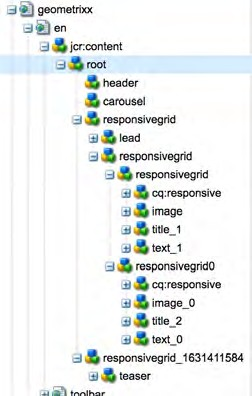 geometrixx
en
jcr:content
root
header
carousel
responsivegrid
lead
responsivegrid
responsivegrid
cq:responsive
image
title_1
text_1
responsivegrid0
cq:responsive
image_0
title_2
text_0
responsivegrid_1631411584
teaser
toolbar